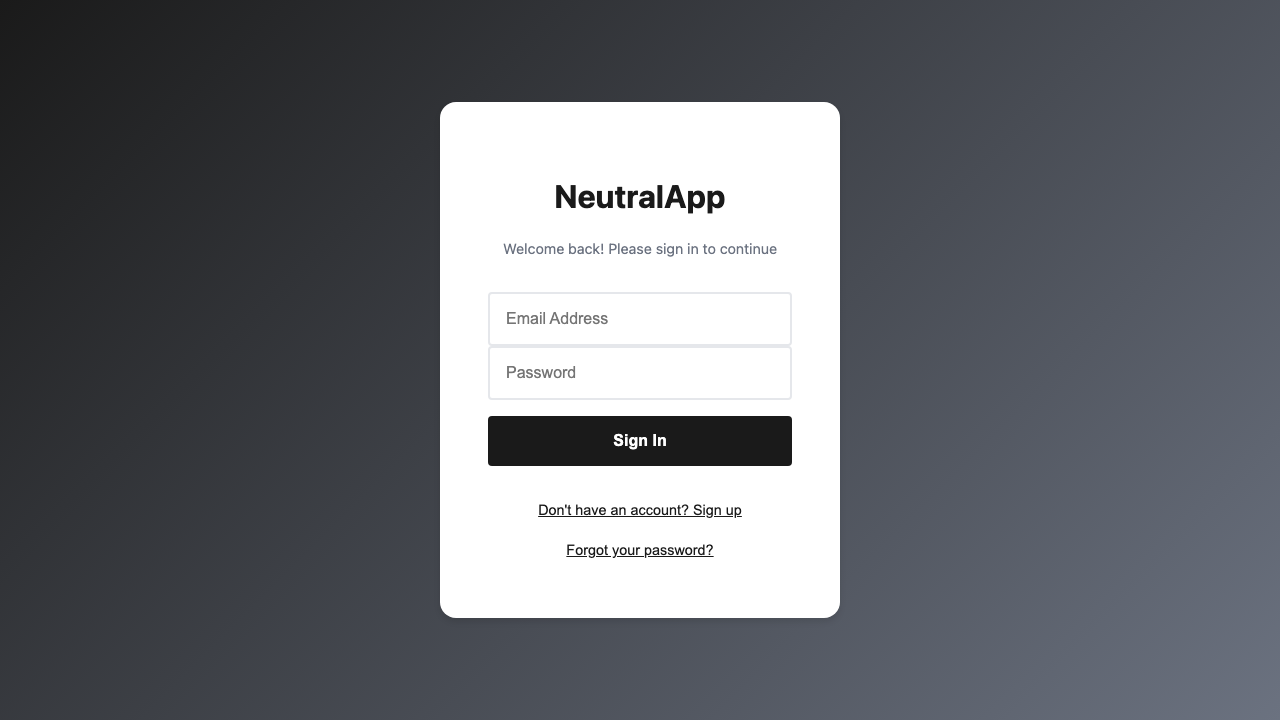 NeutralApp
Welcome back! Please sign in to continue
Email Address
Password
Sign In
Don't have an account? Sign up
Forgot your password?